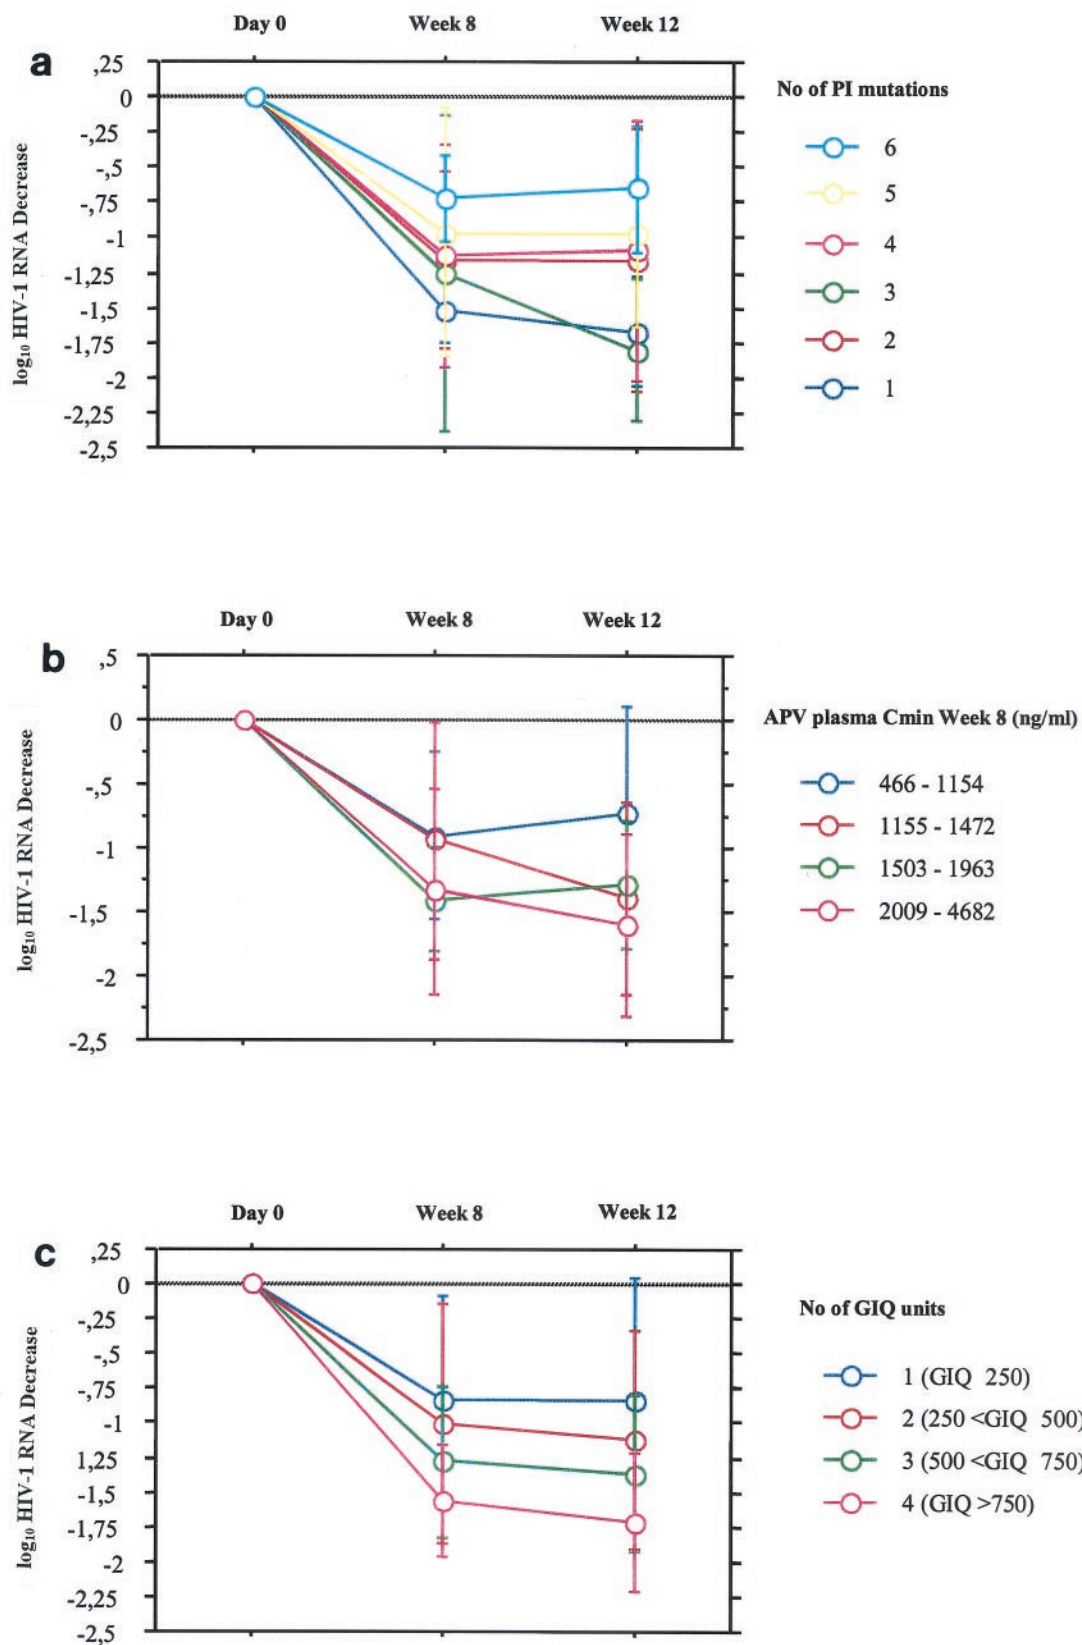 a
Day 0 Week 8 Week 12
log10 HIV-1 RNA Decrease
,25
0
-,25
-,5
-,75
-1
-1,25
-1,5
-1,75
-2
-2,25
-2,5
No of PI mutations
6
5
4
3
2
1
b
Day 0 Week 8 Week 12
log10 HIV-1 RNA Decrease
,5
0
-,5
-1
-1,5
-2
-2,5
APV plasma Cmin Week 8 (ng/ml)
466 - 1154
1155 - 1472
1503 - 1963
2009 - 4682
c
Day 0 Week 8 Week 12
log10 HIV-1 RNA Decrease
,25
0
-,25
-,5
-,75
-1
1,25
-1,5
-1,75
-2
-2,25
-2,5
No of GIQ units
1 (GIQ 250)
2 (250 <GIQ 500)
3 (500 <GIQ 750)
4 (GIQ >750)